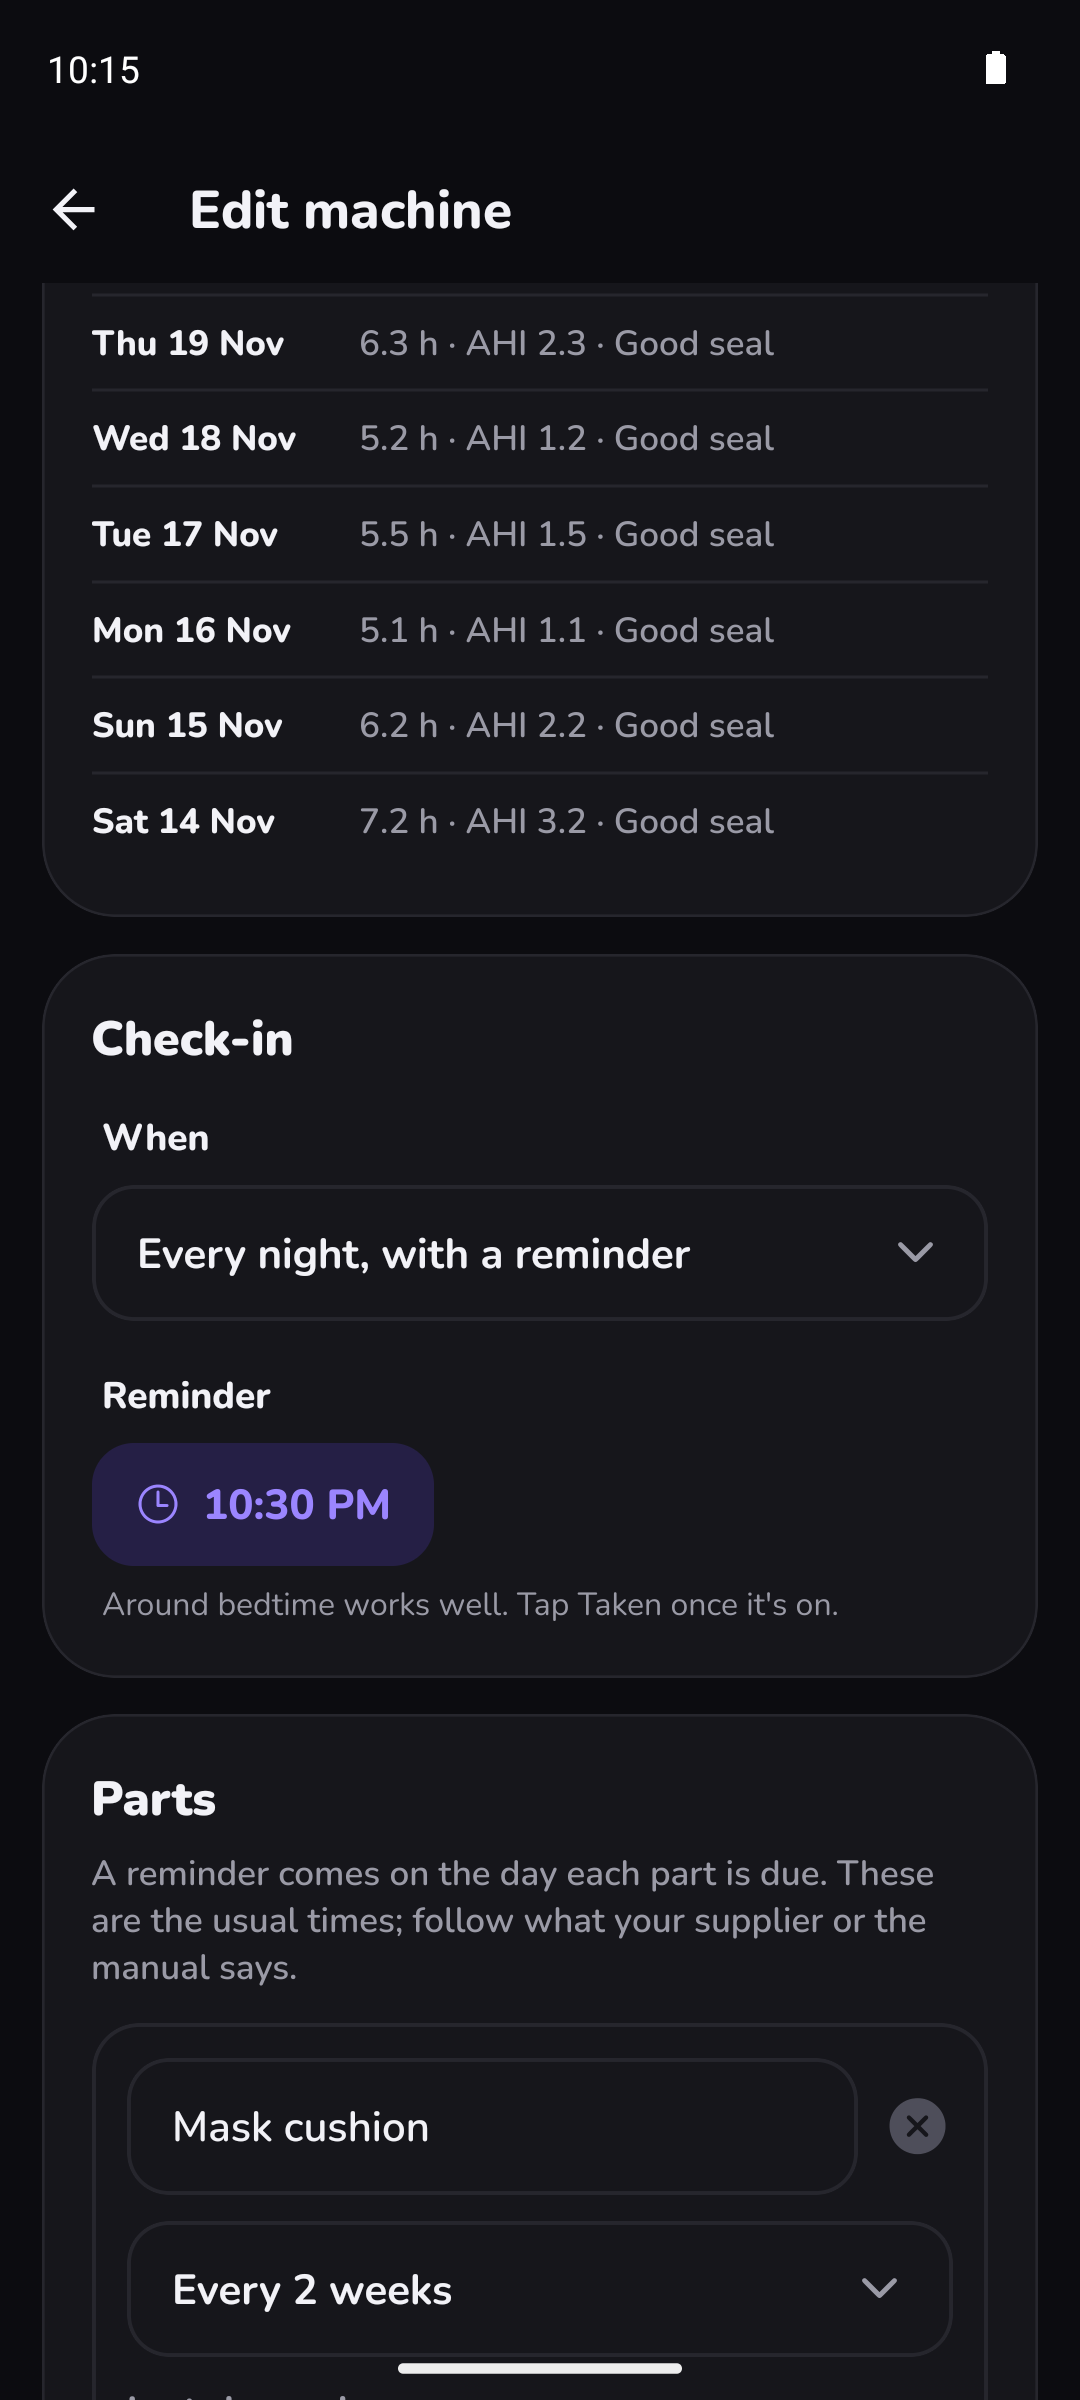 10:15
Edit machine
Thu 19 Nov 6.3 h · AHI 2.3 · Good seal
Wed 18 Nov 5.2 h · AHI 1.2 · Good seal
Tue 17 Nov 5.5 h · AHI 1.5 · Good seal
Mon 16 Nov 5.1 h · AHI 1.1 · Good seal
Sun 15 Nov 6.2 h · AHI 2.2 · Good seal
Sat 14 Nov 7.2 h · AHI 3.2 · Good seal
Check-in
When
Every night, with a reminder
Reminder
10:30 PM
Around bedtime works well. Tap Taken once it's on.
Parts
A reminder comes on the day each part is due. These
are the usual times; follow what your supplier or the
manual says.
Mask cushion
Every 2 weeks